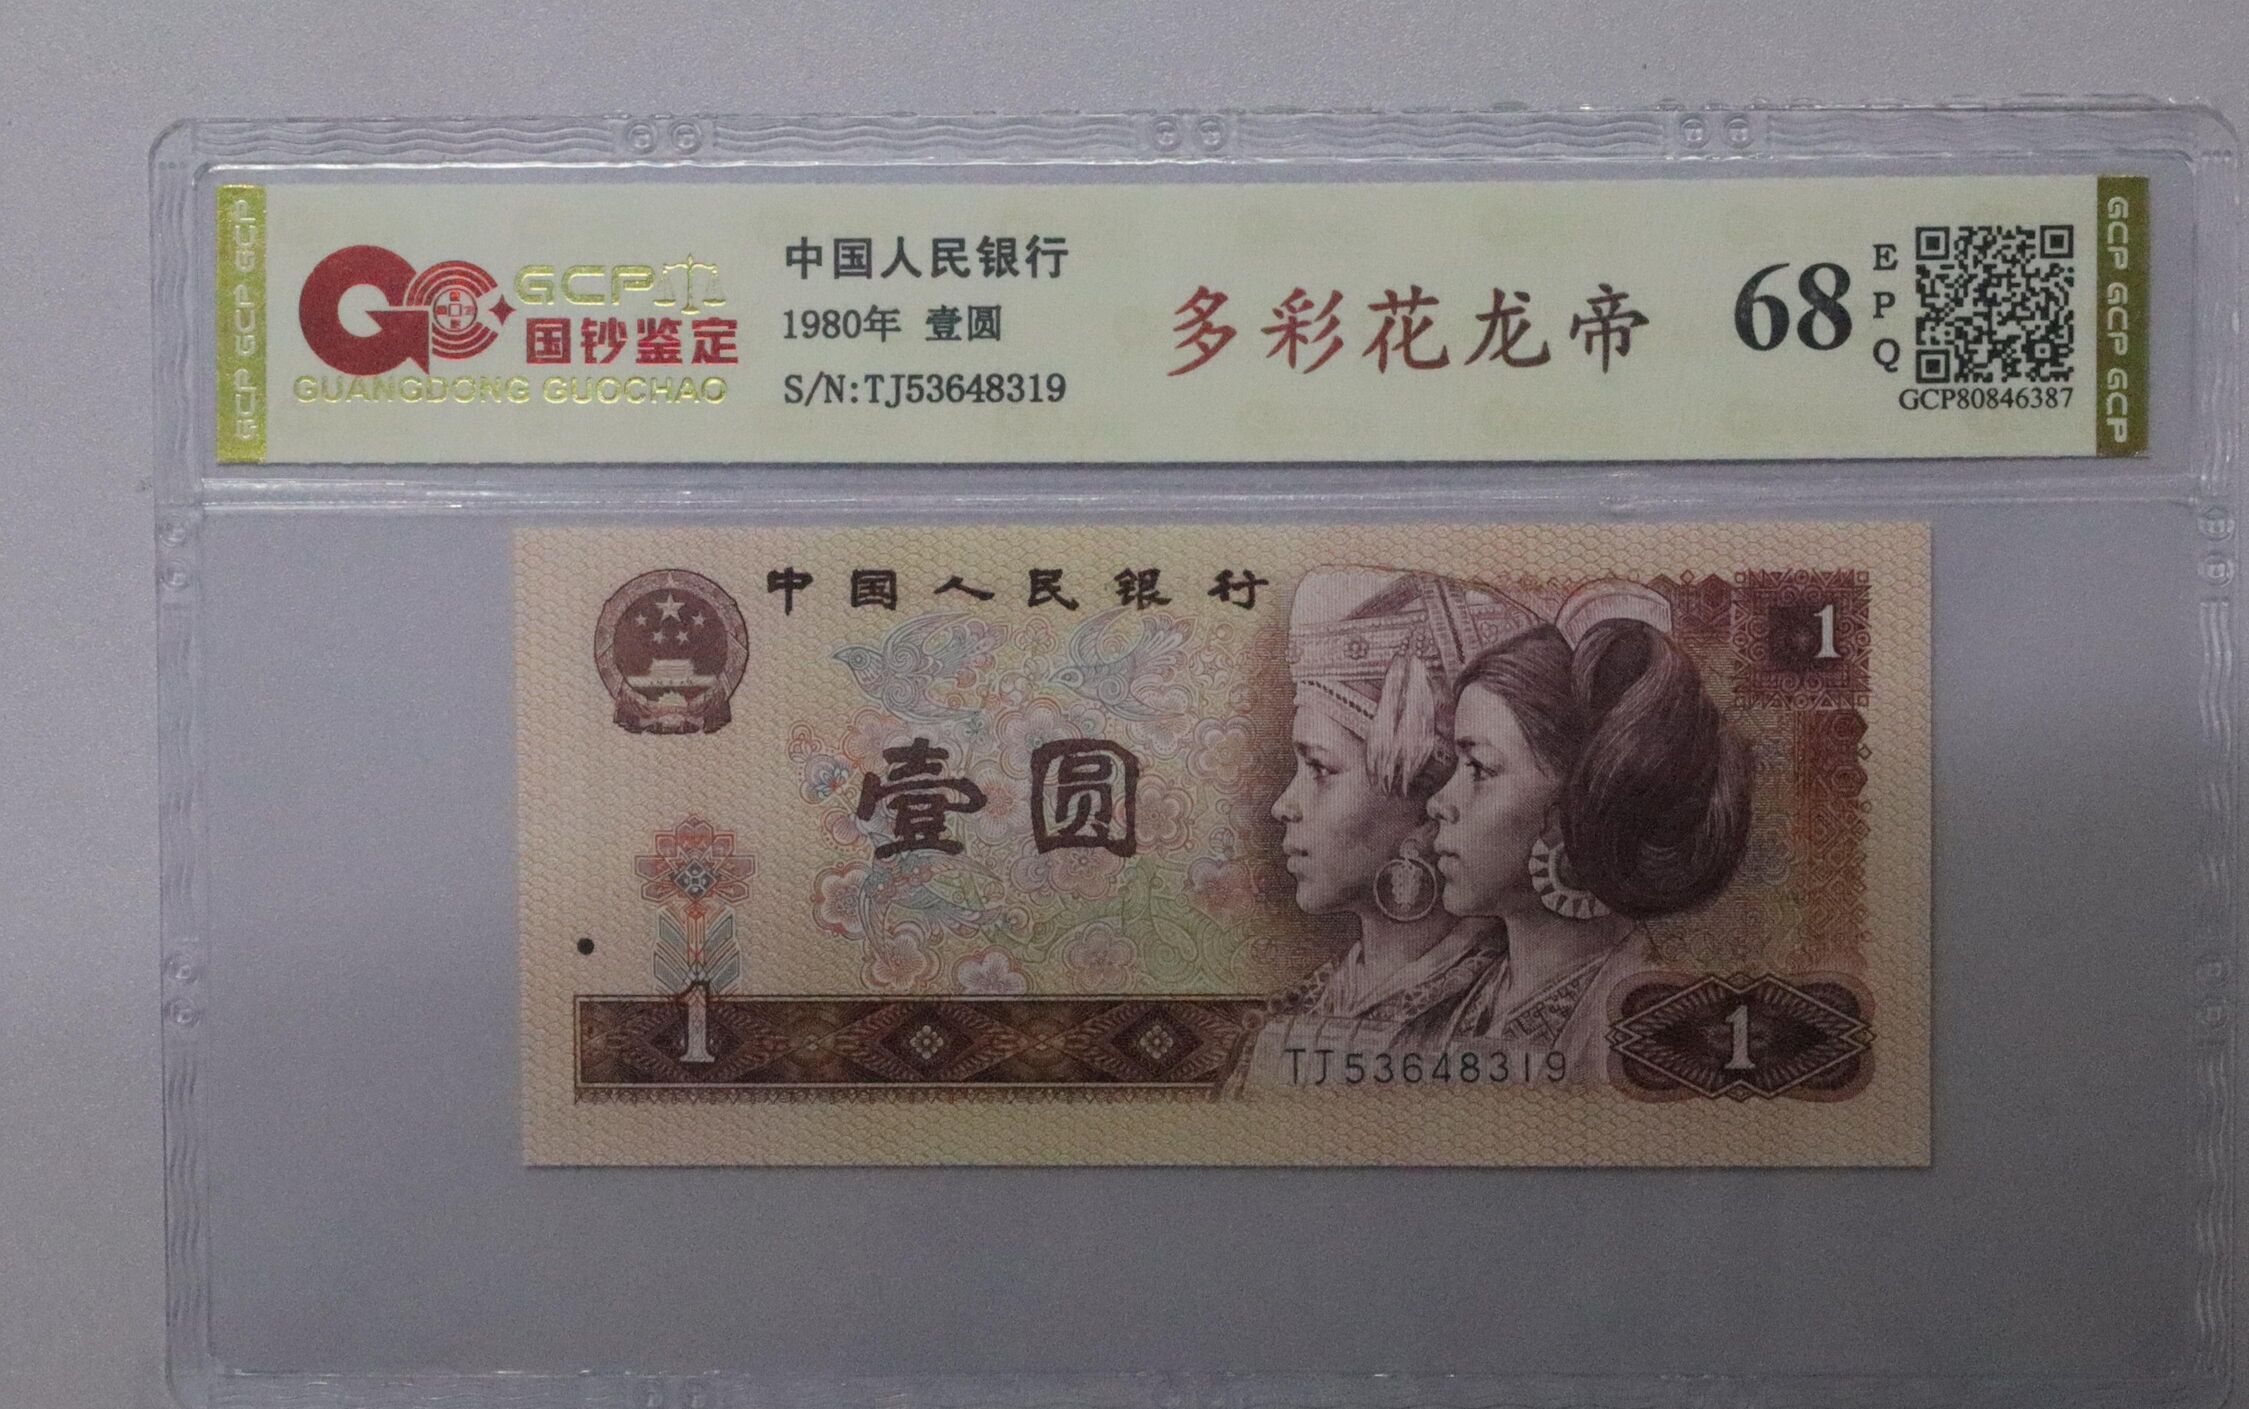 GCP
国钞鉴定
GUANGDONG GUOCHAO
中国人民银行
1980年 壹圆
S/N:TJ53648319
多彩花龙帝
68
EPQ
GCP80846387
GCP GCP GCP
GCP GCP GCP
中国人民银行
1
壹圆
1
TJ53648319
1